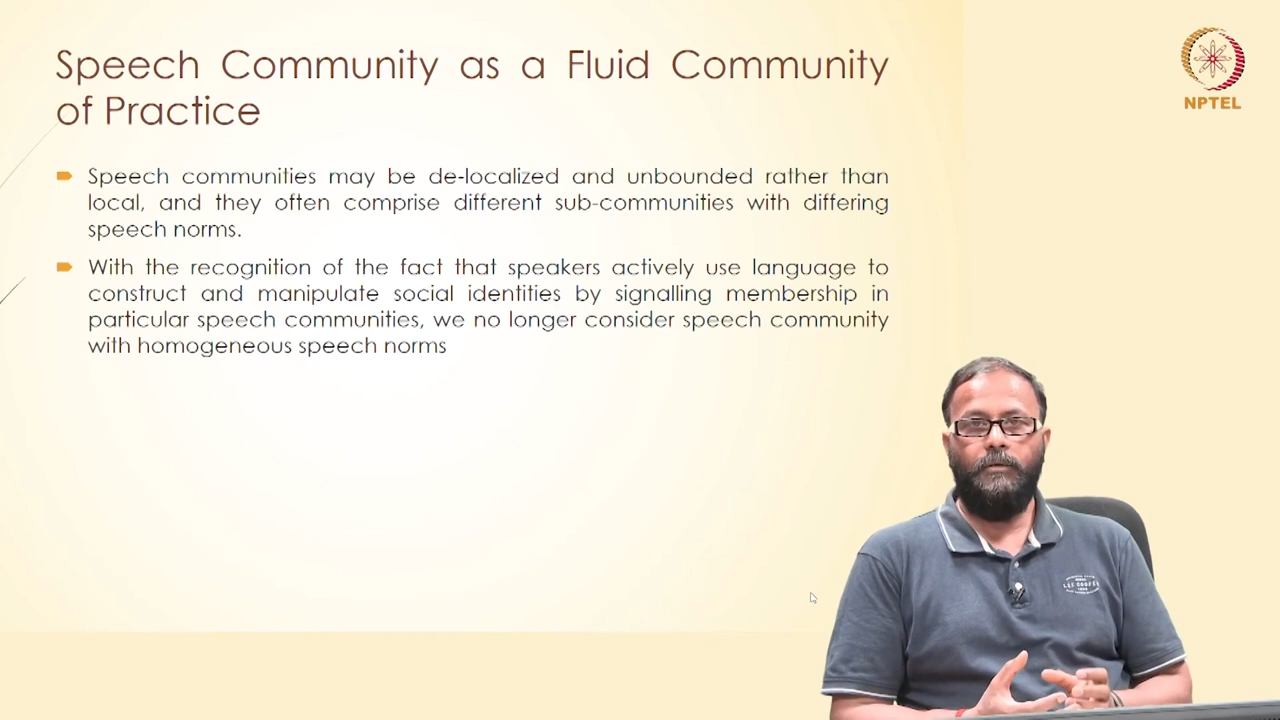 Speech Community as a Fluid Community
of Practice
NPTEL
Speech communities may be de-localized and unbounded rather than
local, and they often comprise different sub-communities with differing
speech norms.
With the recognition of the fact that speakers actively use language to
construct and manipulate social identities by signalling membership in
particular speech communities, we no longer consider speech community
with homogeneous speech norms
LEE COOPER